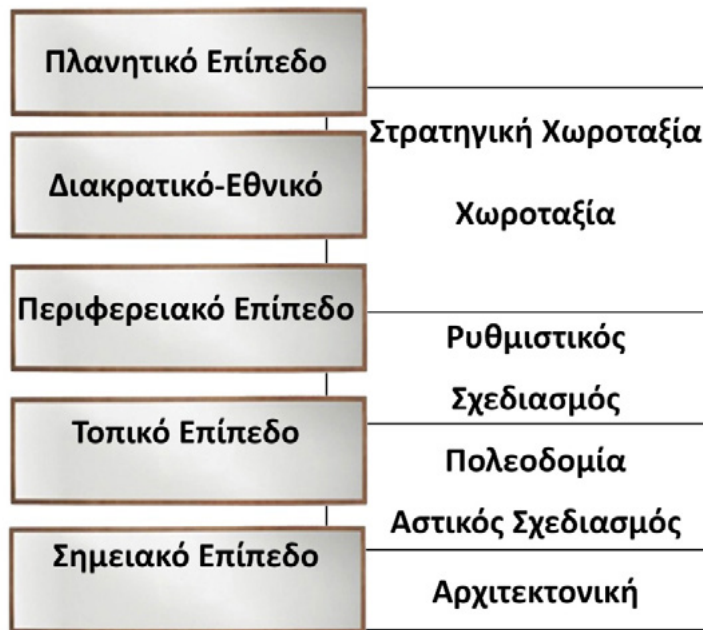 Πλανητικό Επίπεδο
Στρατηγική Χωροταξία
Διακρατικό-Εθνικό
Χωροταξία
Περιφερειακό Επίπεδο
Ρυθμιστικός
Σχεδιασμός
Τοπικό Επίπεδο
Πολεοδομία
Αστικός Σχεδιασμός
Σημειακό Επίπεδο
Αρχιτεκτονική